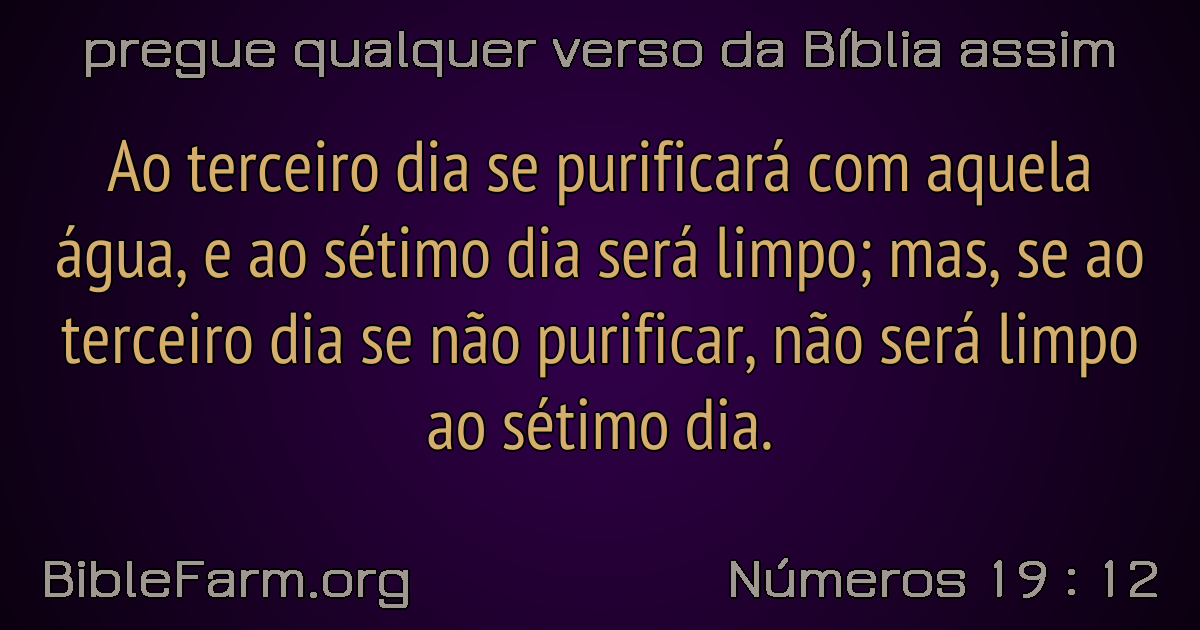 pregue qualquer verso da Bíblia assim
Ao terceiro dia se purificará com aquela
água, e ao sétimo dia será limpo; mas, se ao
terceiro dia se não purificar, não será limpo
ao sétimo dia.
BibleFarm.org
Números 19 : 12